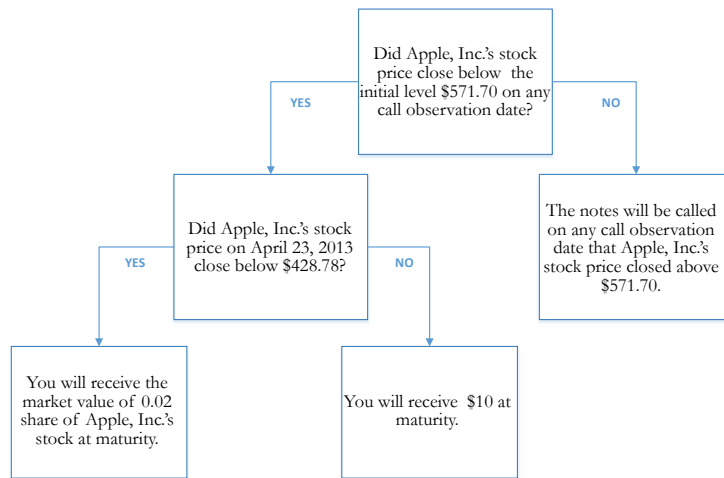 Did Apple, Inc.'s stock
price close below the
initial level $571.70 on any
call observation date?
YES
NO
Did Apple, Inc.'s stock
price on April 23, 2013
close below $428.78?
The notes will be called
on any call observation
date that Apple, Inc.'s
stock price closed above
$571.70.
YES
NO
You will receive the
market value of 0.02
share of Apple, Inc.'s
stock at maturity.
You will receive $10 at
maturity.